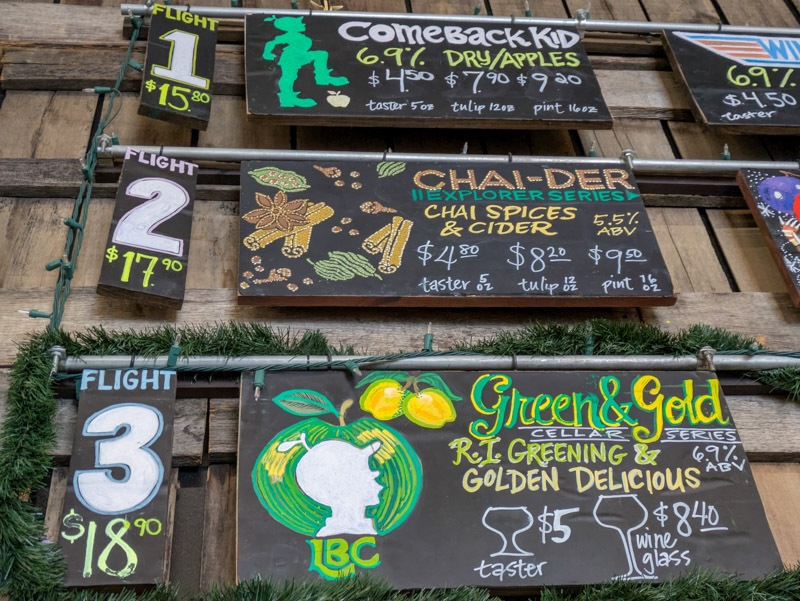 FLIGHT
1
$15.80
COMEBACK KID
6.9% DRY/APPLES
$4.50 $7.90 $9.20
taster 5oz tulip 12oz pint 16oz
69%
$4.50
taster
FLIGHT
2
$17.90
CHAI-DER
EXPLORER SERIES
CHAI SPICES
& CIDER
5.5%
ABV
$4.80 $8.20 $9.50
taster 5oz tulip 12oz pint 16oz
FLIGHT
3
$18.90
LBC
Green & Gold
CELLAR SERIES
R.I. GREENING &
GOLDEN DELICIOUS
6.9%
ABV
$5
taster
$8.40
wine
glass